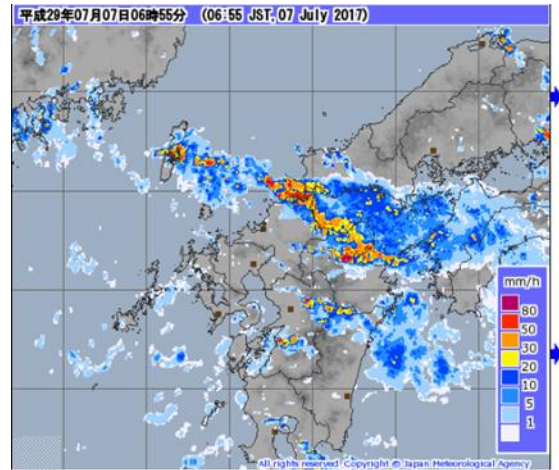 平成29年07月07日06時55分 (06:55 JST, 07 July 2017)
mm/h
80
50
30
20
10
5
1
All rights reserved. Copyright © Japan Meteorological Agency